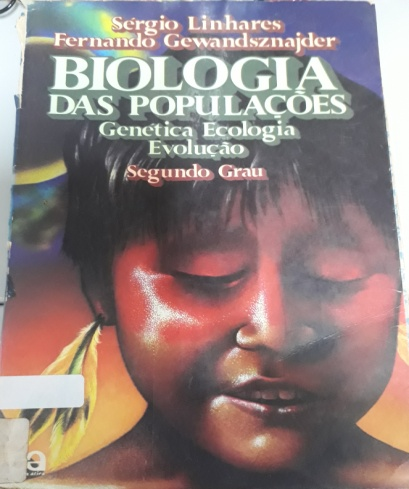 Sérgio Linhares
Fernando Gewandsznajder
BIOLOGIA
DAS POPULAÇÕES
Genética Ecologia
Evolução
Segundo Grau
a